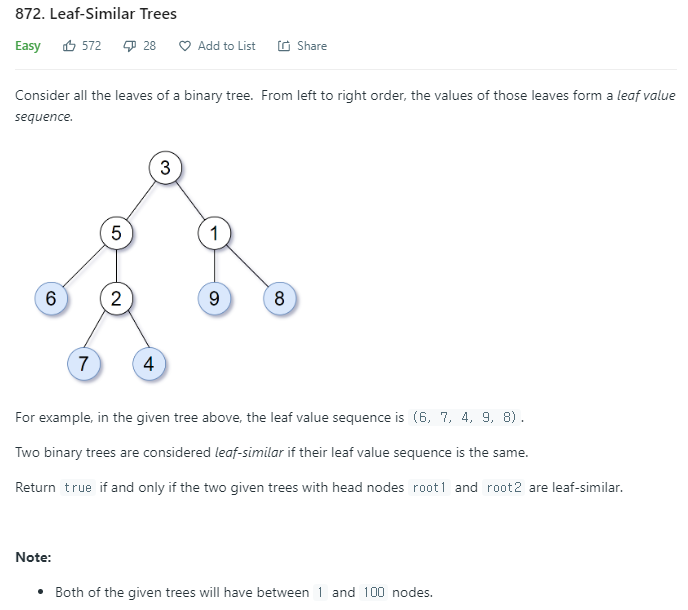 872. Leaf-Similar Trees
Easy 572 28 Add to List Share
Consider all the leaves of a binary tree. From left to right order, the values of those leaves form a leaf value
sequence.
3
5 1
6 2 9 8
7 4
For example, in the given tree above, the leaf value sequence is (6, 7, 4, 9, 8).
Two binary trees are considered leaf-similar if their leaf value sequence is the same.
Return true if and only if the two given trees with head nodes root1 and root2 are leaf-similar.
Note:
• Both of the given trees will have between 1 and 100 nodes.